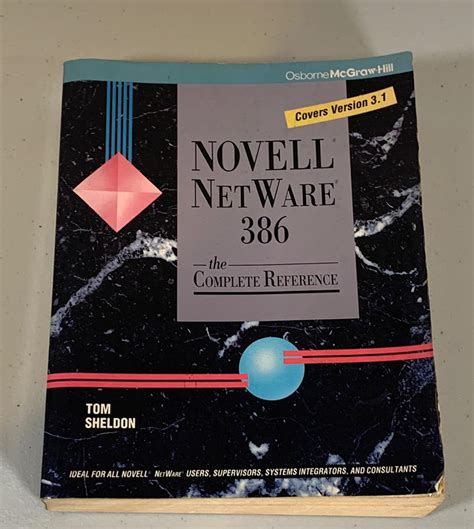 Osborne McGraw-Hill
Covers Version 3.1
NOVELL®
NETWARE®
386
the
COMPLETE REFERENCE
TOM
SHELDON
IDEAL FOR ALL NOVELL® NETWARE® USERS, SUPERVISORS, SYSTEMS INTEGRATORS, AND CONSULTANTS